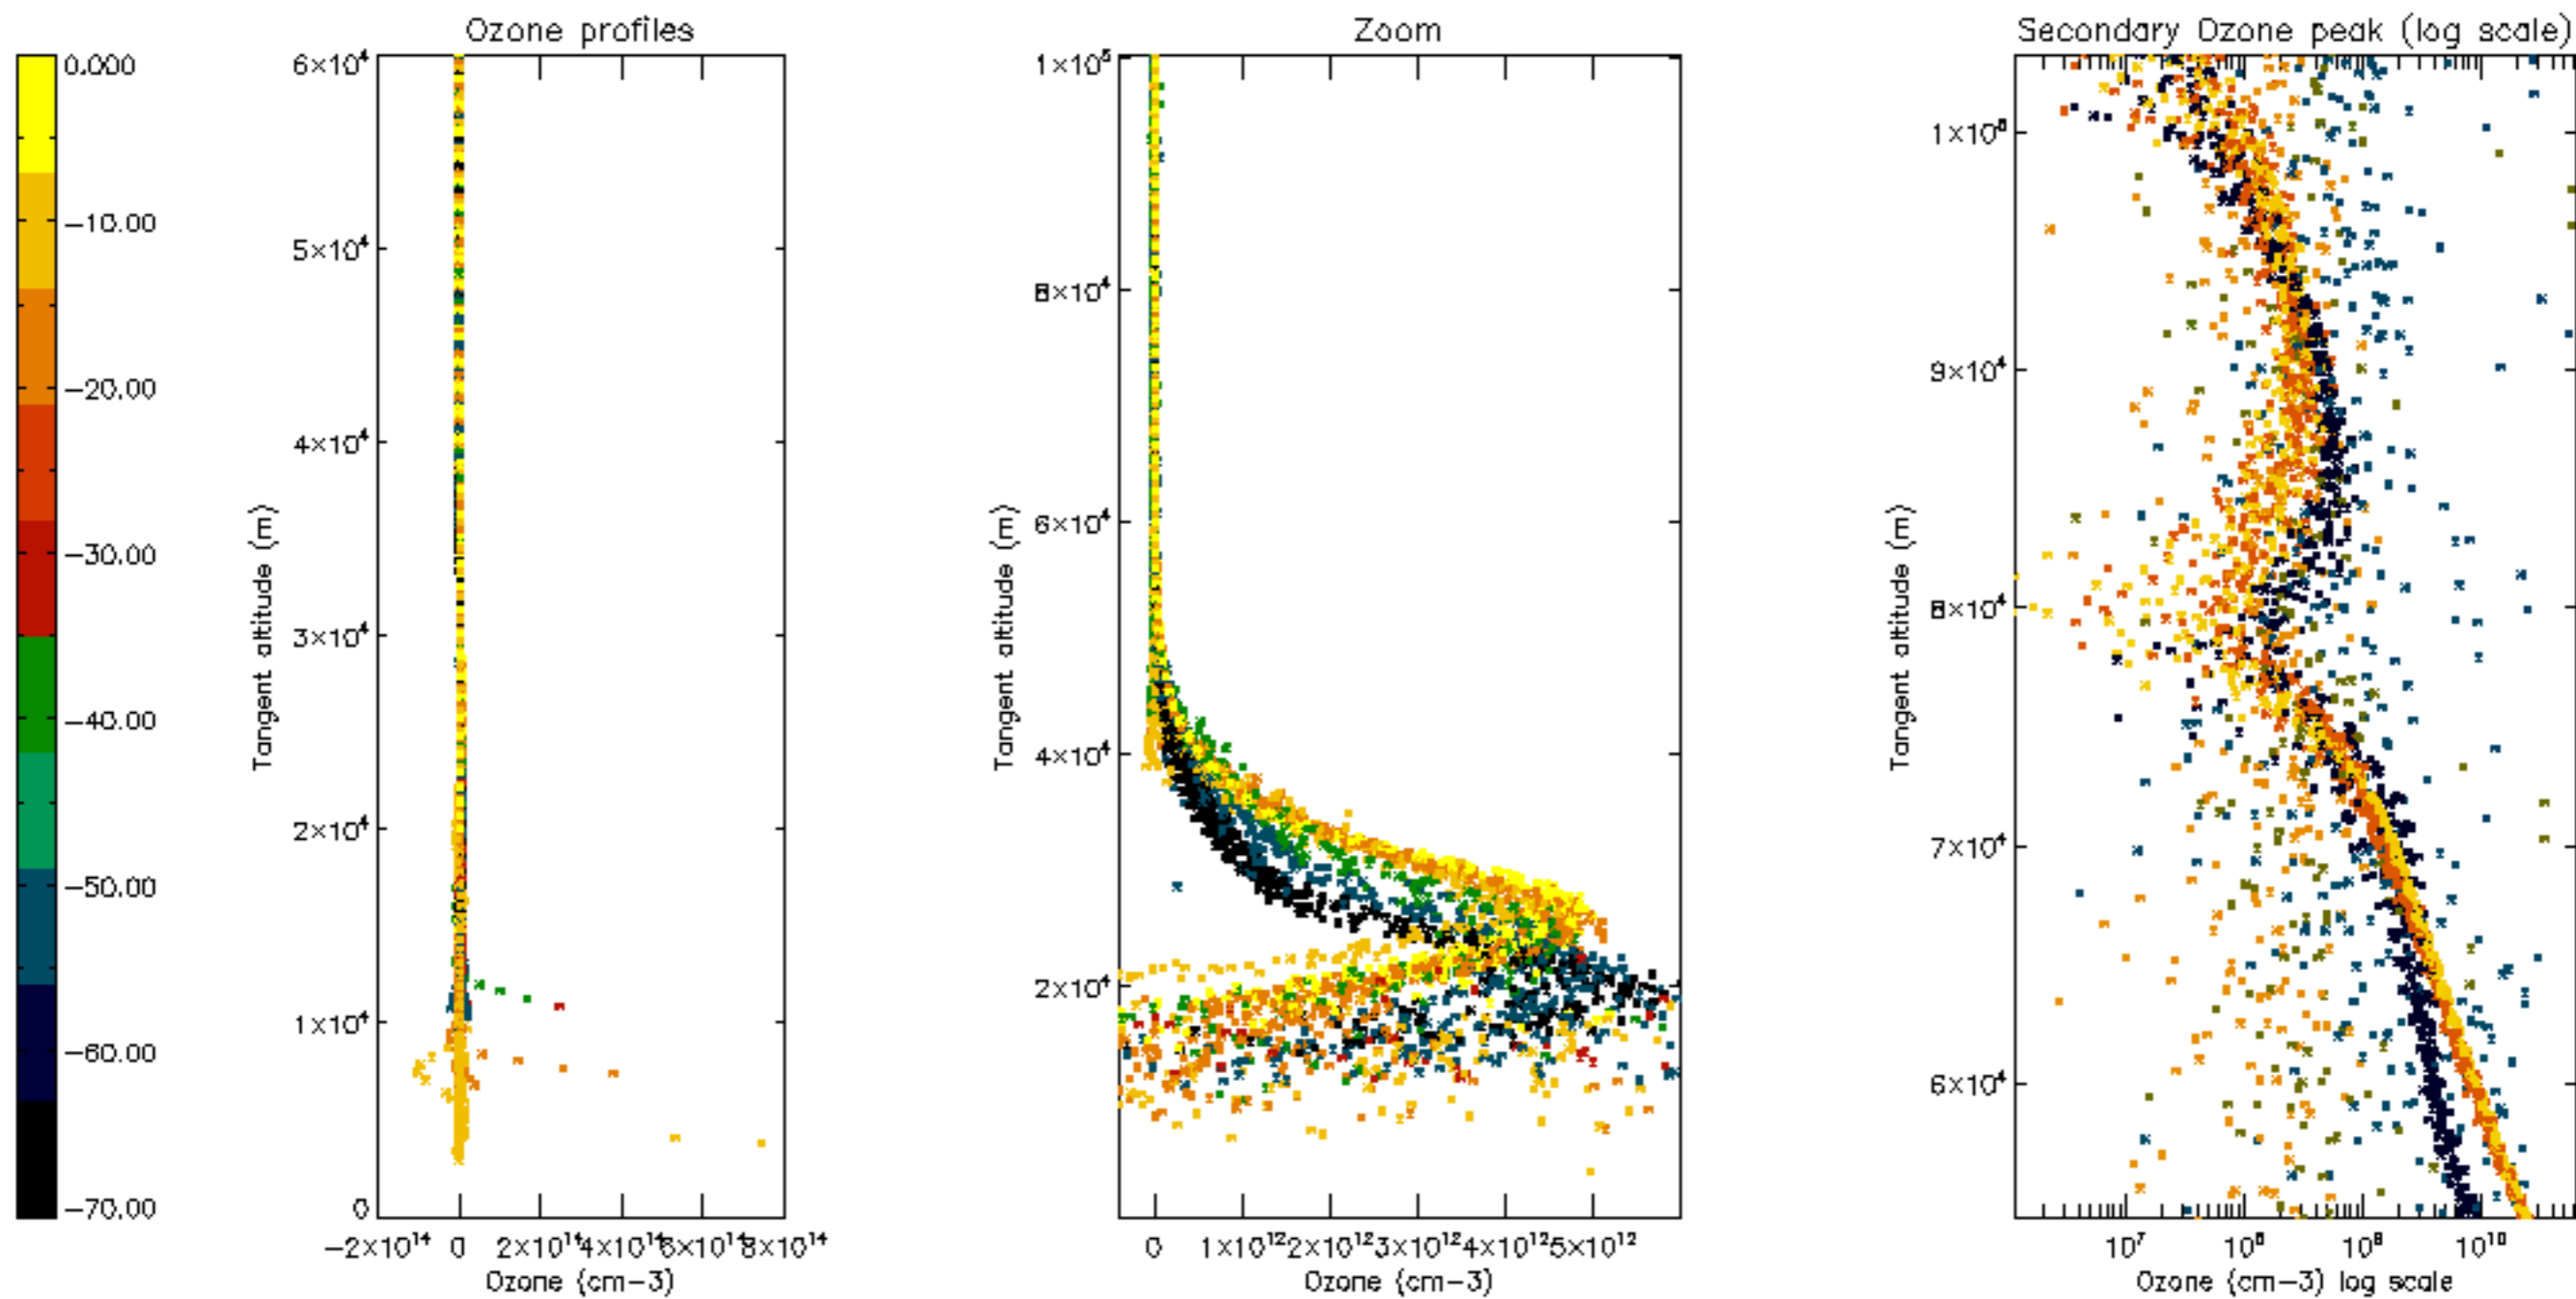 Ozone profiles
Zoom
Secondary Ozone peak (log scale)
0.000
−10.00
−20.00
−30.00
−40.00
−50.00
−60.00
−70.00
6×10⁴
5×10⁴
4×10⁴
3×10⁴
2×10⁴
1×10⁴
0
Tangent altitude (m)
−2×10¹⁴ 0 2×10¹⁴ 4×10¹⁴ 6×10¹⁴ 8×10¹⁴
Ozone (cm−3)
1×10⁵
8×10⁴
6×10⁴
4×10⁴
2×10⁴
Tangent altitude (m)
0 1×10¹² 2×10¹² 3×10¹² 4×10¹² 5×10¹²
Ozone (cm−3)
1×10⁵
9×10⁴
8×10⁴
7×10⁴
6×10⁴
Tangent altitude (m)
10⁷ 10⁸ 10⁹ 10¹⁰
Ozone (cm−3) log scale